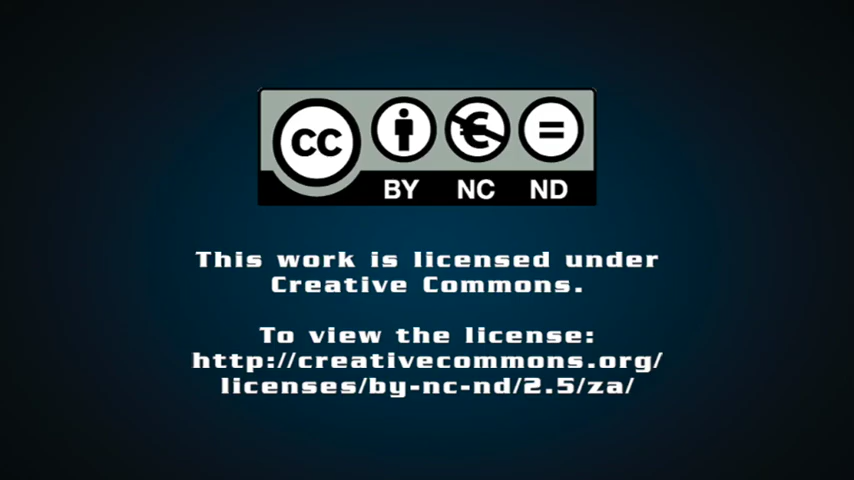 CC
BY NC ND
This work is licensed under
Creative Commons.
To view the license:
http://creativecommons.org/
licenses/by-nc-nd/2.5/za/